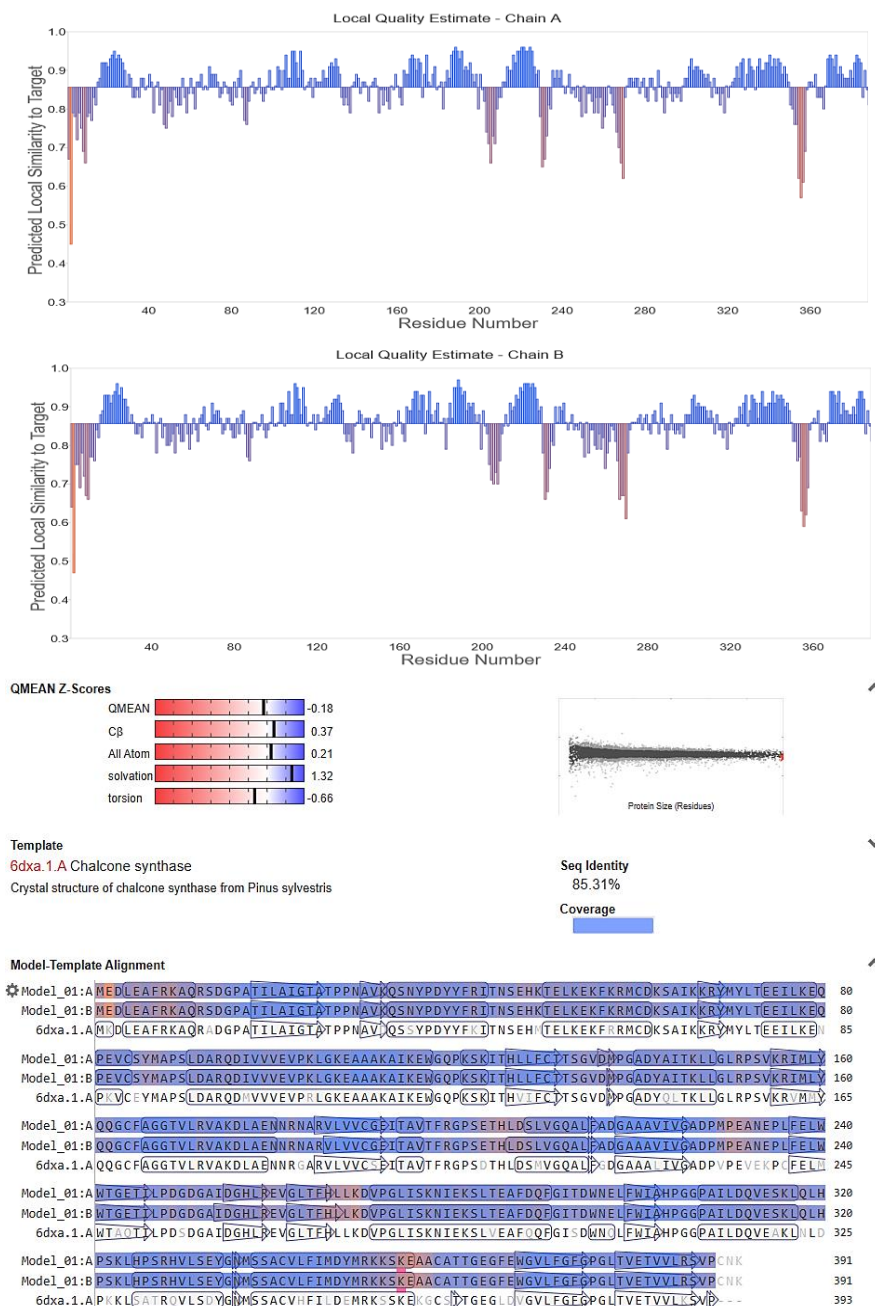 Local Quality Estimate - Chain A
Predicted Local Similarity to Target
1.0
0.9
0.8
0.7
0.6
0.5
0.4
0.3
40 80 120 160 200 240 280 320 360
Residue Number
Local Quality Estimate - Chain B
Predicted Local Similarity to Target
1.0
0.9
0.8
0.7
0.6
0.5
0.4
0.3
40 80 120 160 200 240 280 320 360
Residue Number
QMEAN Z-Scores
QMEAN -0.18
Cβ 0.37
All Atom 0.21
solvation 1.32
torsion -0.66
Protein Size (Residues)
Template
6dxa.1.A Chalcone synthase
Crystal structure of chalcone synthase from Pinus sylvestris
Seq Identity
85.31%
Coverage
Model-Template Alignment
Model_01:A MEDLEAFRKAQRSDGPATILAIGIATPPNAVKQSNYPDYYFRITNSEHKTELKEKFKRMCDKSAIKKRYMYLTEEILKEQ 80
Model_01:B MEDLEAFRKAQRSDGPATILAIGIATPPNAVKQSNYPDYYFRITNSEHKTELKEKFKRMCDKSAIKKRYMYLTEEILKEQ 80
6dxa.1.A MKDLEAFRKAQRADGPATILAIGIATPPNAVDQSSYPDYYFKITNSEHMTELKEKFRRMCDKSAIKKRYMYLTEEILKEN 85
Model_01:A PEVCSYMAPSLDARQDIVVVEVPKLGKEAAAKAIKEWGQPKSKITHLLFCTTSGVDMPGADYAITKLLGLRPSVKRIMLY 160
Model_01:B PEVCSYMAPSLDARQDIVVVEVPKLGKEAAAKAIKEWGQPKSKITHLLFCTTSGVDMPGADYAITKLLGLRPSVKRIMLY 160
6dxa.1.A PKVCEYMAPSLDARQDMVVVEVPRLGKEAAAKAIKEWGQPKSKITHVIFCTTSGVDMPGADYQLTKLLGLRPSVKRVMMY 165
Model_01:A QQGCFAGGTVLRVAKDLAENNRNARVLVVCGEITAVTFRGPSETHLDSLVGQALFADGAAAVIVGADPMPEANEPLFELW 240
Model_01:B QQGCFAGGTVLRVAKDLAENNRNARVLVVCGEITAVTFRGPSETHLDSLVGQALFADGAAAVIVGADPMPEANEPLFELW 240
6dxa.1.A QQGCFAGGTVLRVAKDLAENNRGARVLVVCSEITAVTFRGPSDTHLDSMVGQALFGDGAAALIVGADPVPEVEKPCFELM 245
Model_01:A WTGETILPDGDGAIDGHLREVGLTFHLLKDVPGLISKNIEKSLTEAFDQFGITDWNELFWIAHPGGPAILDQVESKLQLH 320
Model_01:B WTGETILPDGDGAIDGHLREVGLTFHLLKDVPGLISKNIEKSLTEAFDQFGITDWNELFWIAHPGGPAILDQVESKLQLH 320
6dxa.1.A WTAQTILPDSDGAIDGHLREVGLTFHLLKDVPGLISKNIEKSLVEAFQQFGISDWNQLFWIAHPGGPAILDQVEAKLNLD 325
Model_01:A PSKLHPSRHVLSEYGNMSSACVLFIMDYMRKKSKEAACATTGEGFEWGVLFGFGPGLTVETVVLRSVPCNK 391
Model_01:B PSKLHPSRHVLSEYGNMSSACVLFIMDYMRKKSKEAACATTGEGFEWGVLFGFGPGLTVETVVLRSVPCNK 391
6dxa.1.A PKKLSATRQVLSDYGNMSSACVHFILDEMRKSSKEKGCSTTGEGLDVGVLFGFGPGLTVETVVLKSVP--- 393